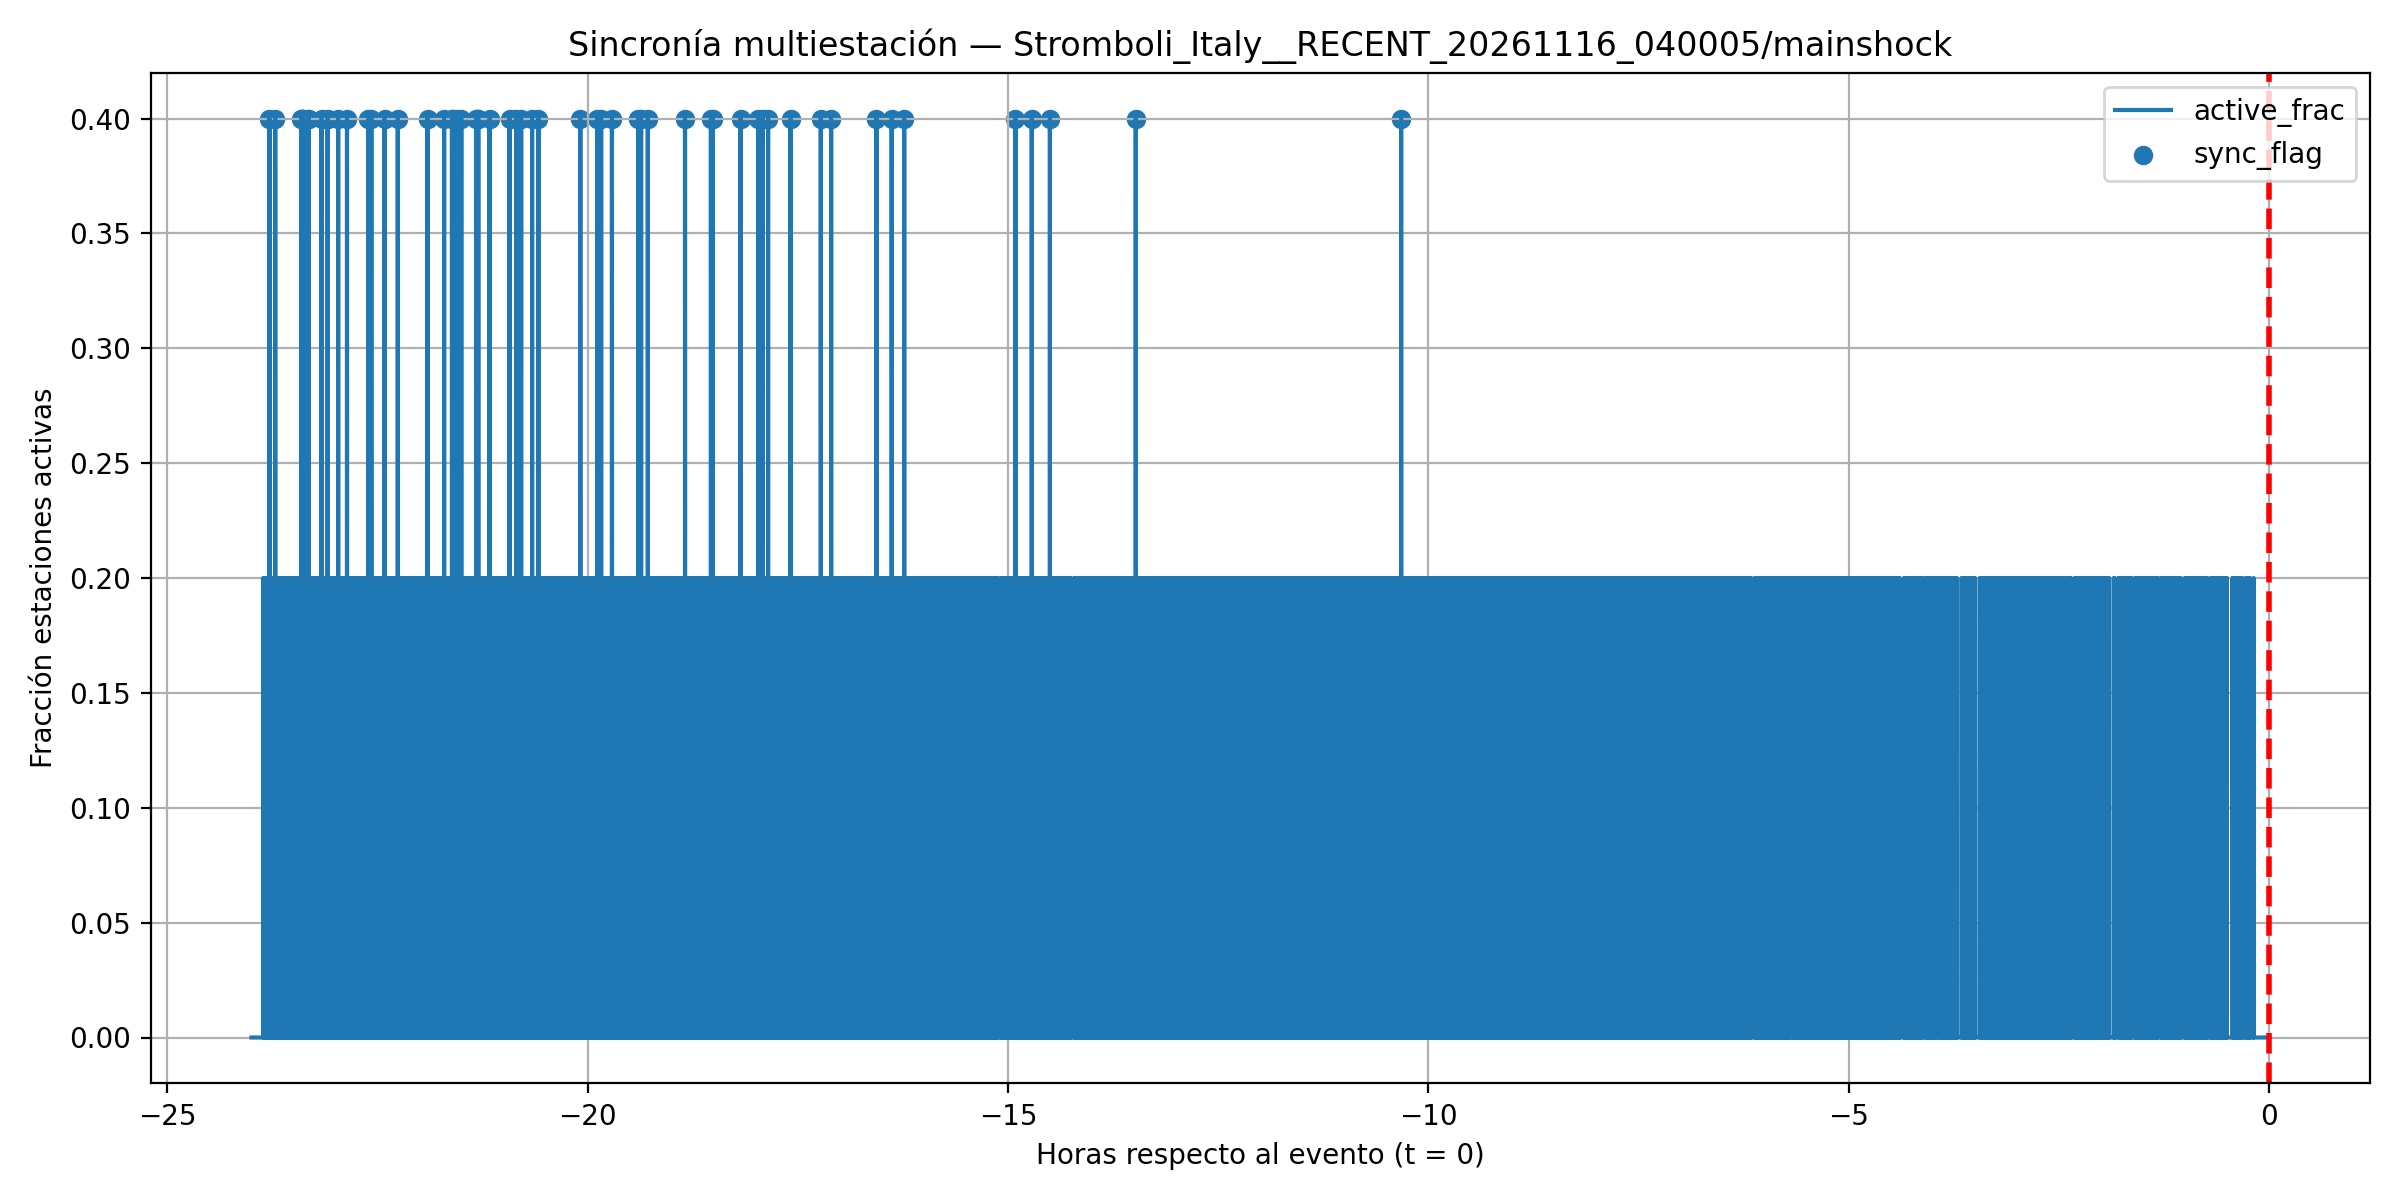 Sincronía multiestación — Stromboli_Italy__RECENT_20261116_040005/mainshock
0.40
0.35
0.30
0.25
0.20
0.15
0.10
0.05
0.00
Fracción estaciones activas
active_frac
sync_flag
−25 −20 −15 −10 −5 0
Horas respecto al evento (t = 0)